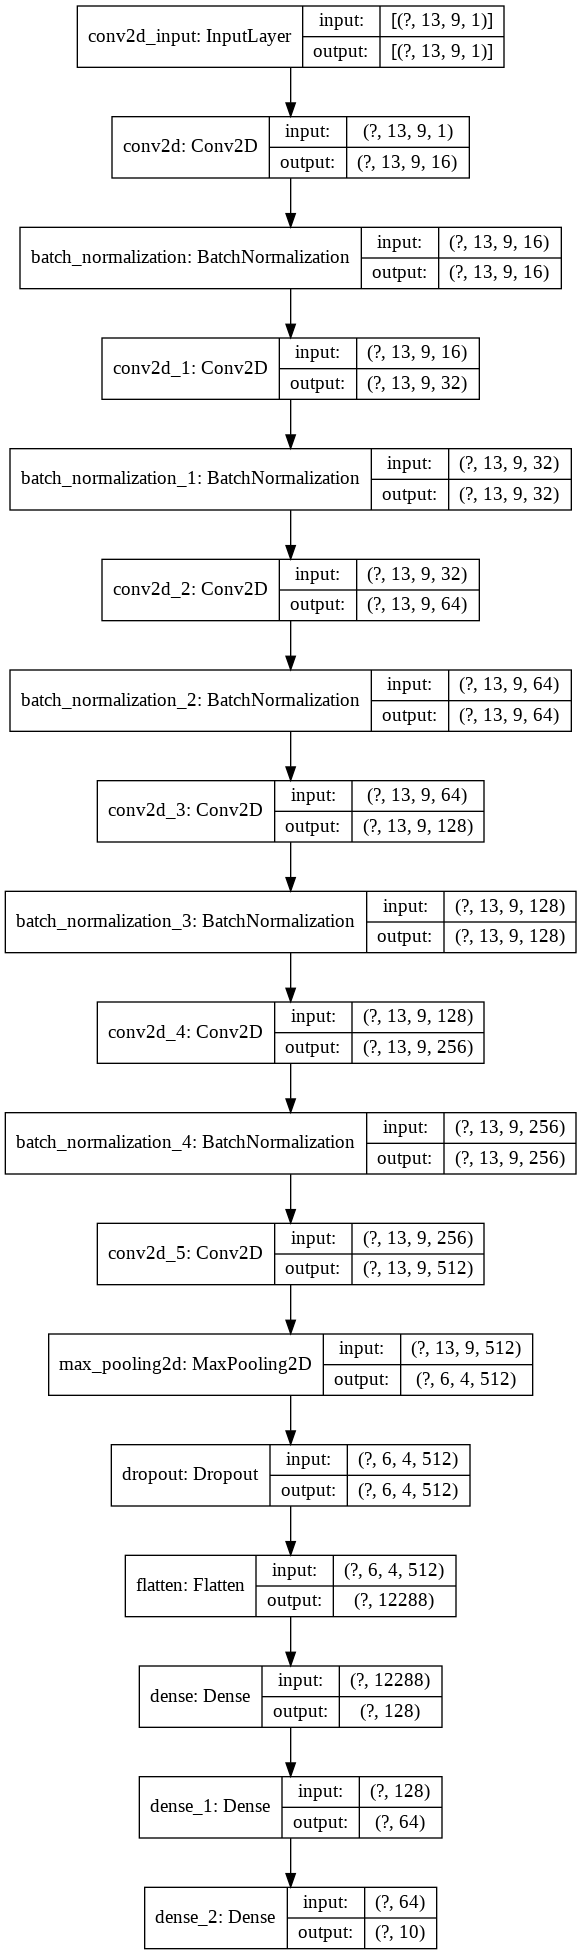 conv2d_input: InputLayer
input:
[(?, 13, 9, 1)]
output:
[(?, 13, 9, 1)]
conv2d: Conv2D
input:
(?, 13, 9, 1)
output:
(?, 13, 9, 16)
batch_normalization: BatchNormalization
input:
(?, 13, 9, 16)
output:
(?, 13, 9, 16)
conv2d_1: Conv2D
input:
(?, 13, 9, 16)
output:
(?, 13, 9, 32)
batch_normalization_1: BatchNormalization
input:
(?, 13, 9, 32)
output:
(?, 13, 9, 32)
conv2d_2: Conv2D
input:
(?, 13, 9, 32)
output:
(?, 13, 9, 64)
batch_normalization_2: BatchNormalization
input:
(?, 13, 9, 64)
output:
(?, 13, 9, 64)
conv2d_3: Conv2D
input:
(?, 13, 9, 64)
output:
(?, 13, 9, 128)
batch_normalization_3: BatchNormalization
input:
(?, 13, 9, 128)
output:
(?, 13, 9, 128)
conv2d_4: Conv2D
input:
(?, 13, 9, 128)
output:
(?, 13, 9, 256)
batch_normalization_4: BatchNormalization
input:
(?, 13, 9, 256)
output:
(?, 13, 9, 256)
conv2d_5: Conv2D
input:
(?, 13, 9, 256)
output:
(?, 13, 9, 512)
max_pooling2d: MaxPooling2D
input:
(?, 13, 9, 512)
output:
(?, 6, 4, 512)
dropout: Dropout
input:
(?, 6, 4, 512)
output:
(?, 6, 4, 512)
flatten: Flatten
input:
(?, 6, 4, 512)
output:
(?, 12288)
dense: Dense
input:
(?, 12288)
output:
(?, 128)
dense_1: Dense
input:
(?, 128)
output:
(?, 64)
dense_2: Dense
input:
(?, 64)
output:
(?, 10)